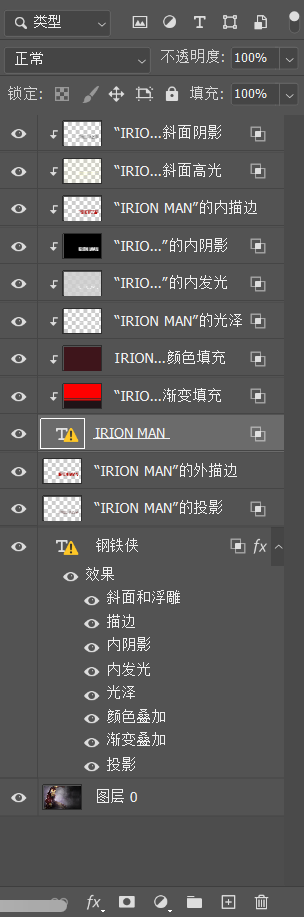 类型
正常
不透明度: 100%
锁定:
填充: 100%
“IRIO...斜面阴影
“IRIO...斜面高光
“IRION MAN”的内描边
“IRIO...”的内阴影
“IRIO...”的内发光
“IRION MAN”的光泽
IRION...颜色填充
“IRIO...渐变填充
T IRION MAN
“IRION MAN”的外描边
“IRION MAN”的投影
T 钢铁侠 fx
效果
斜面和浮雕
描边
内阴影
内发光
光泽
颜色叠加
渐变叠加
投影
图层 0
fx